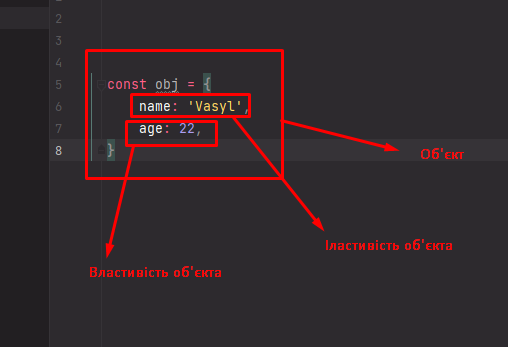 2
3
4
5 const obj = {
6 name: 'Vasyl',
7 age: 22,
8 }
Об'єкт
Іластивість об'єкта
Властивість об'єкта